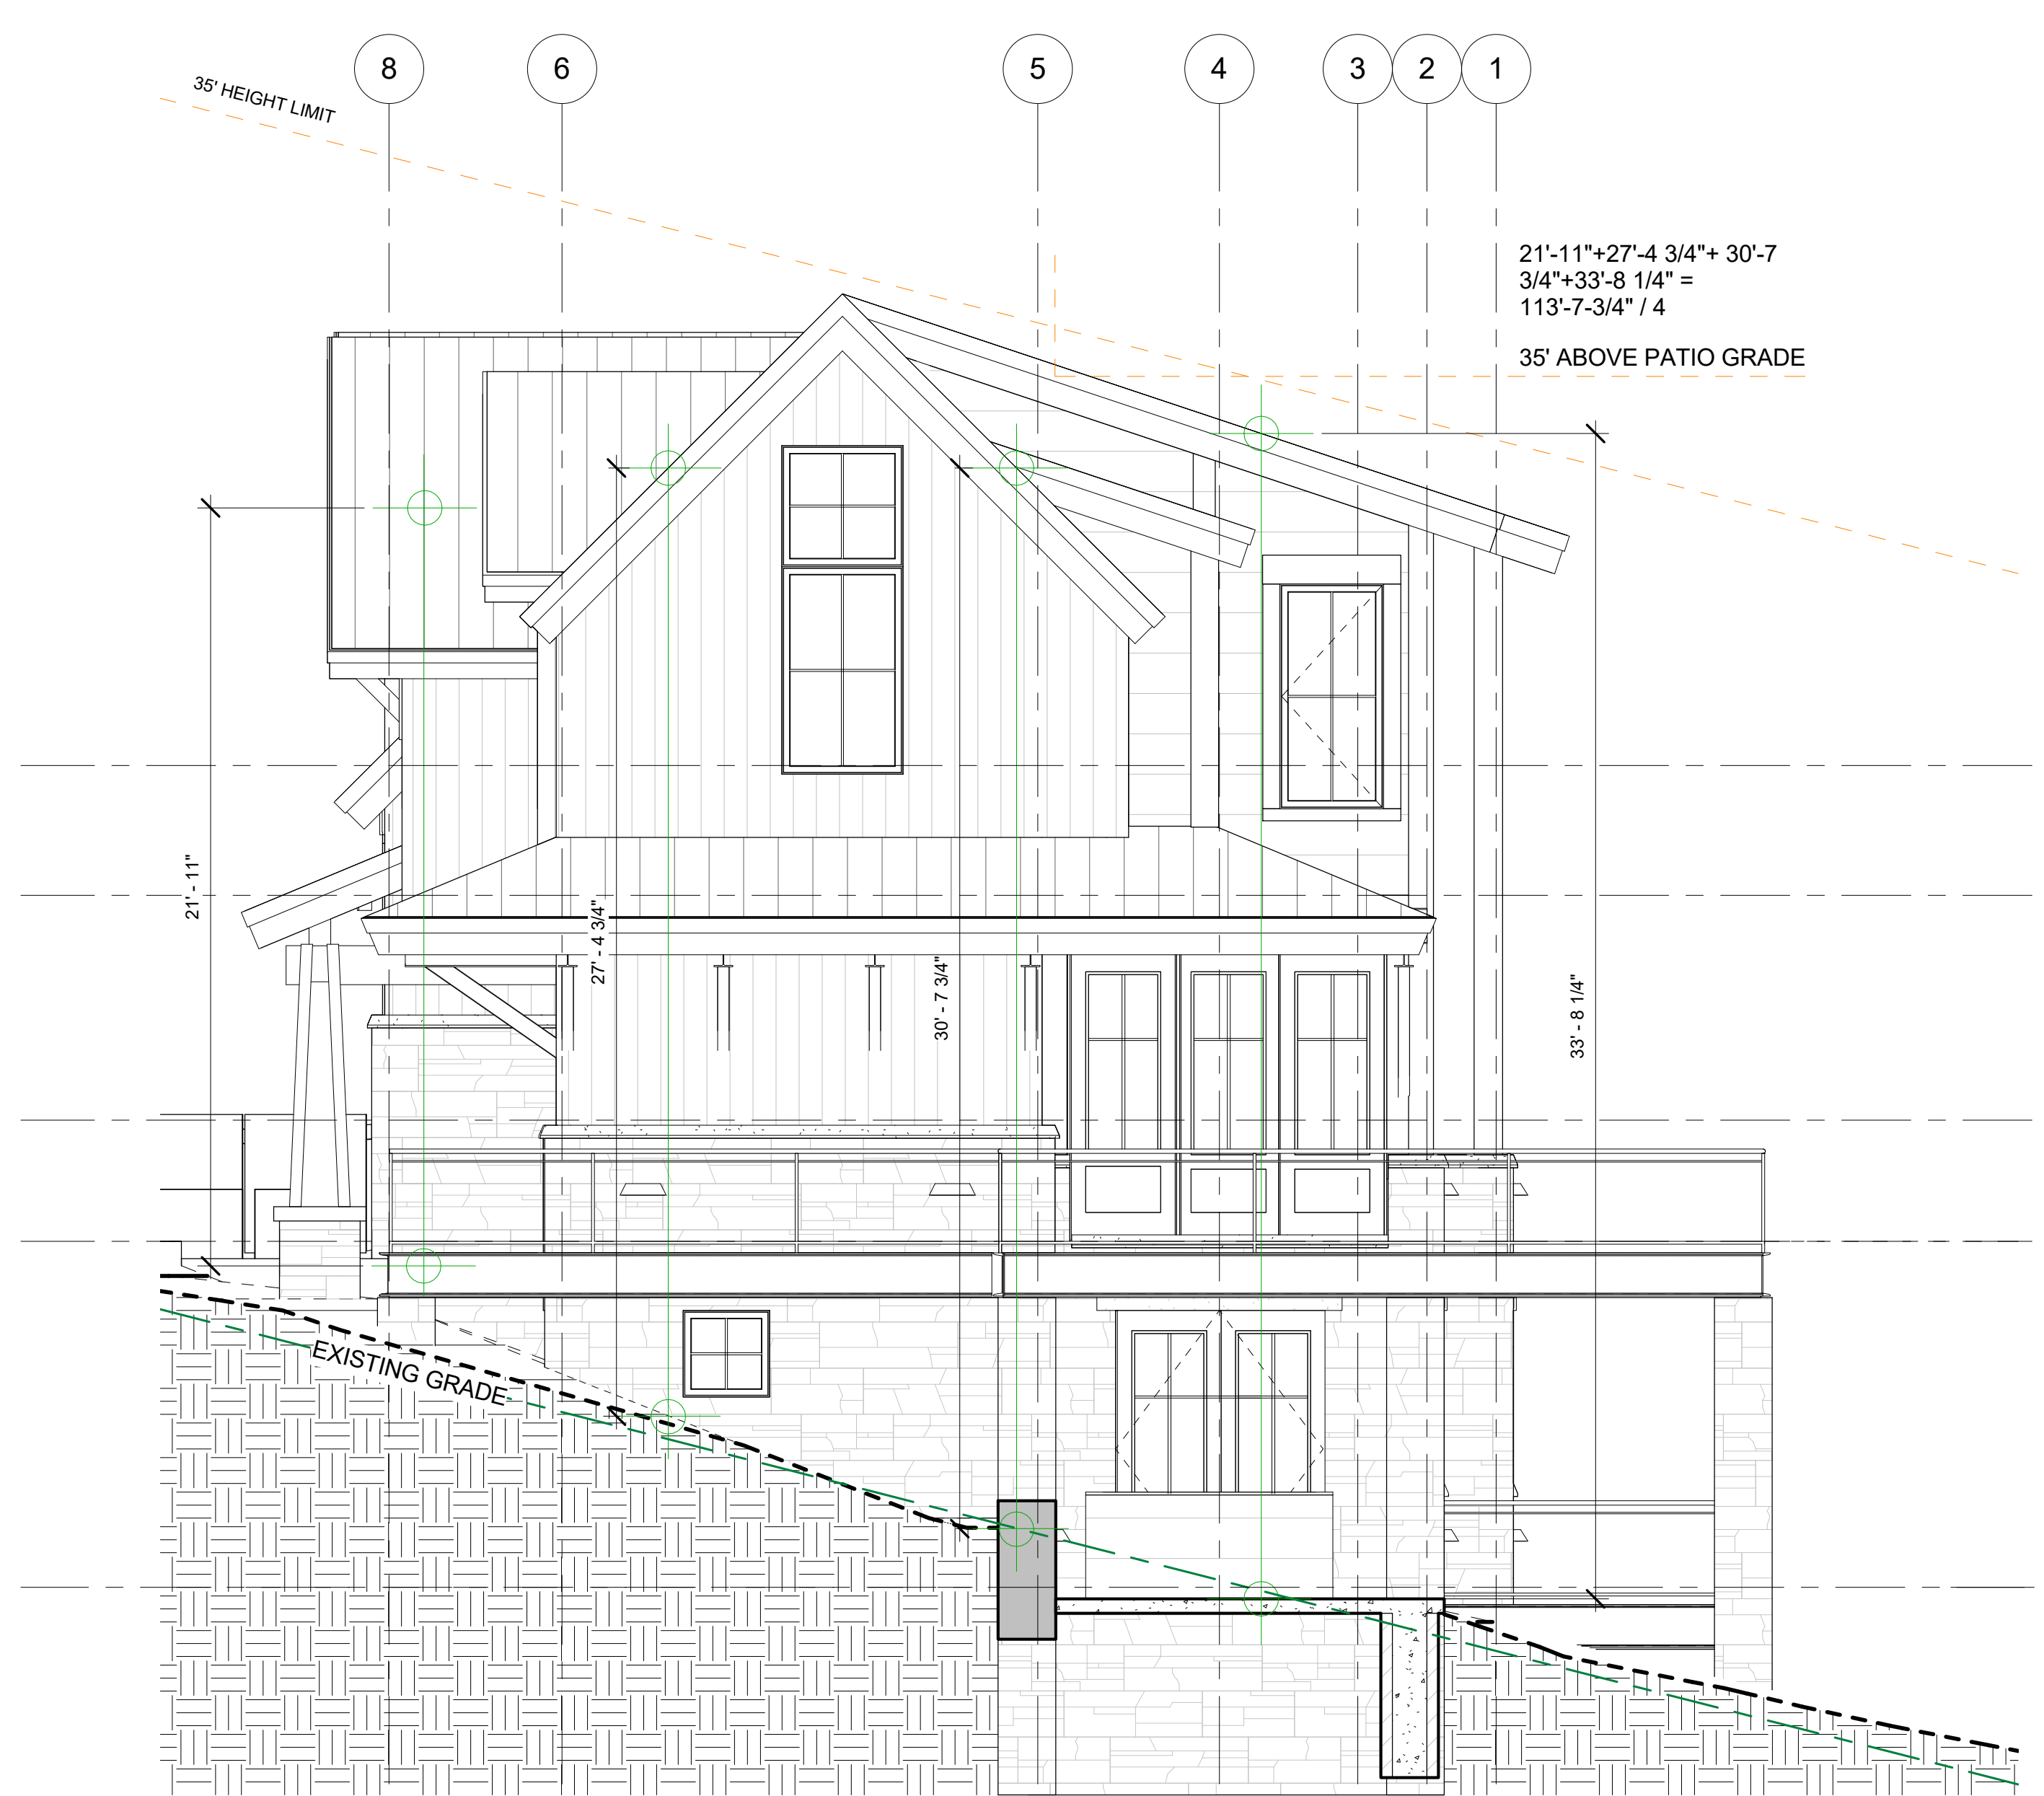 8 6 5 4 3 2 1
35' HEIGHT LIMIT
21'-11"+27'-4 3/4"+ 30'-7
3/4"+33'-8 1/4" =
113'-7-3/4" / 4
35' ABOVE PATIO GRADE
21' - 11"
27' - 4 3/4"
30' - 7 3/4"
33' - 8 1/4"
EXISTING GRADE